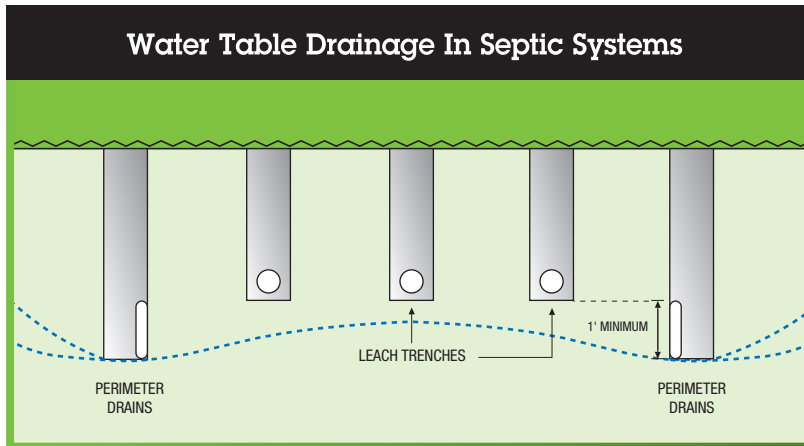 Water Table Drainage In Septic Systems
1' MINIMUM
LEACH TRENCHES
PERIMETER
DRAINS
PERIMETER
DRAINS